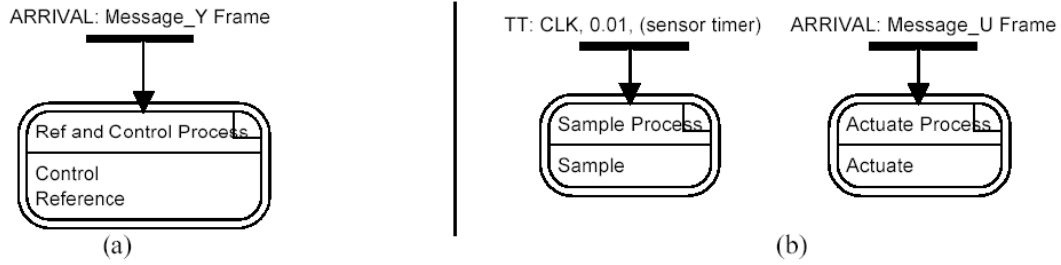 ARRIVAL: Message_Y Frame
Ref and Control Process
Control
Reference
(a)
TT: CLK, 0.01, (sensor timer)
Sample Process
Sample
ARRIVAL: Message_U Frame
Actuate Process
Actuate
(b)